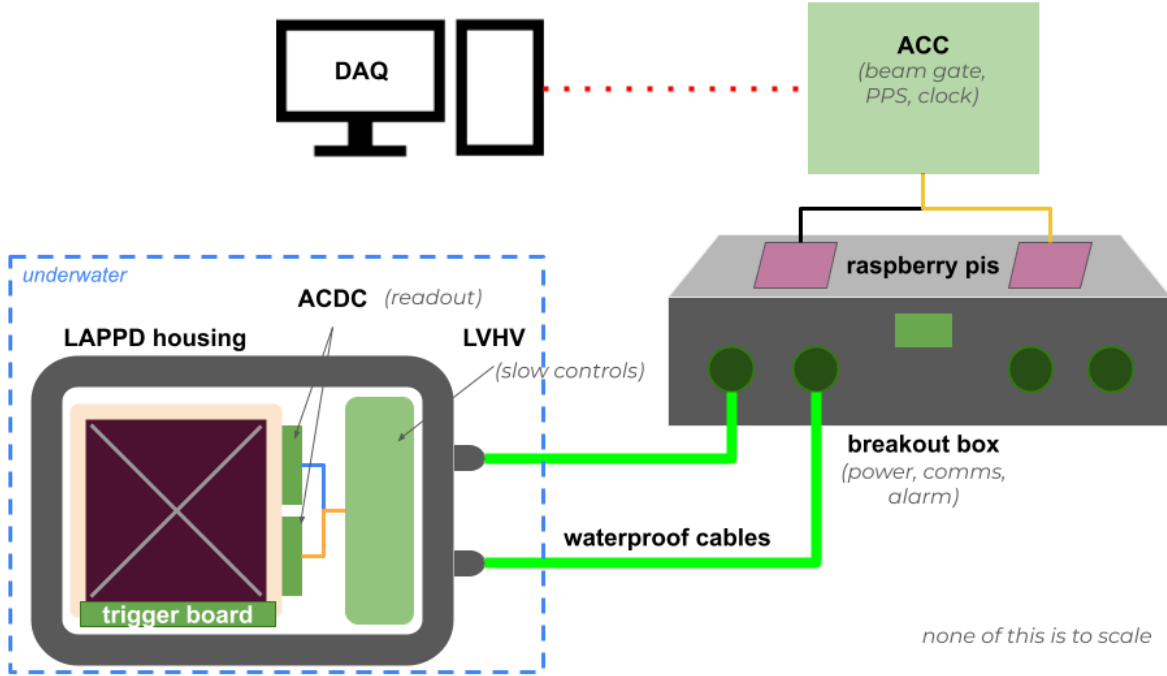 DAQ
ACC
(beam gate,
PPS, clock)
raspberry pis
underwater
ACDC (readout)
LAPPD housing
LVHV
(slow controls)
breakout box
(power, comms,
alarm)
waterproof cables
trigger board
none of this is to scale